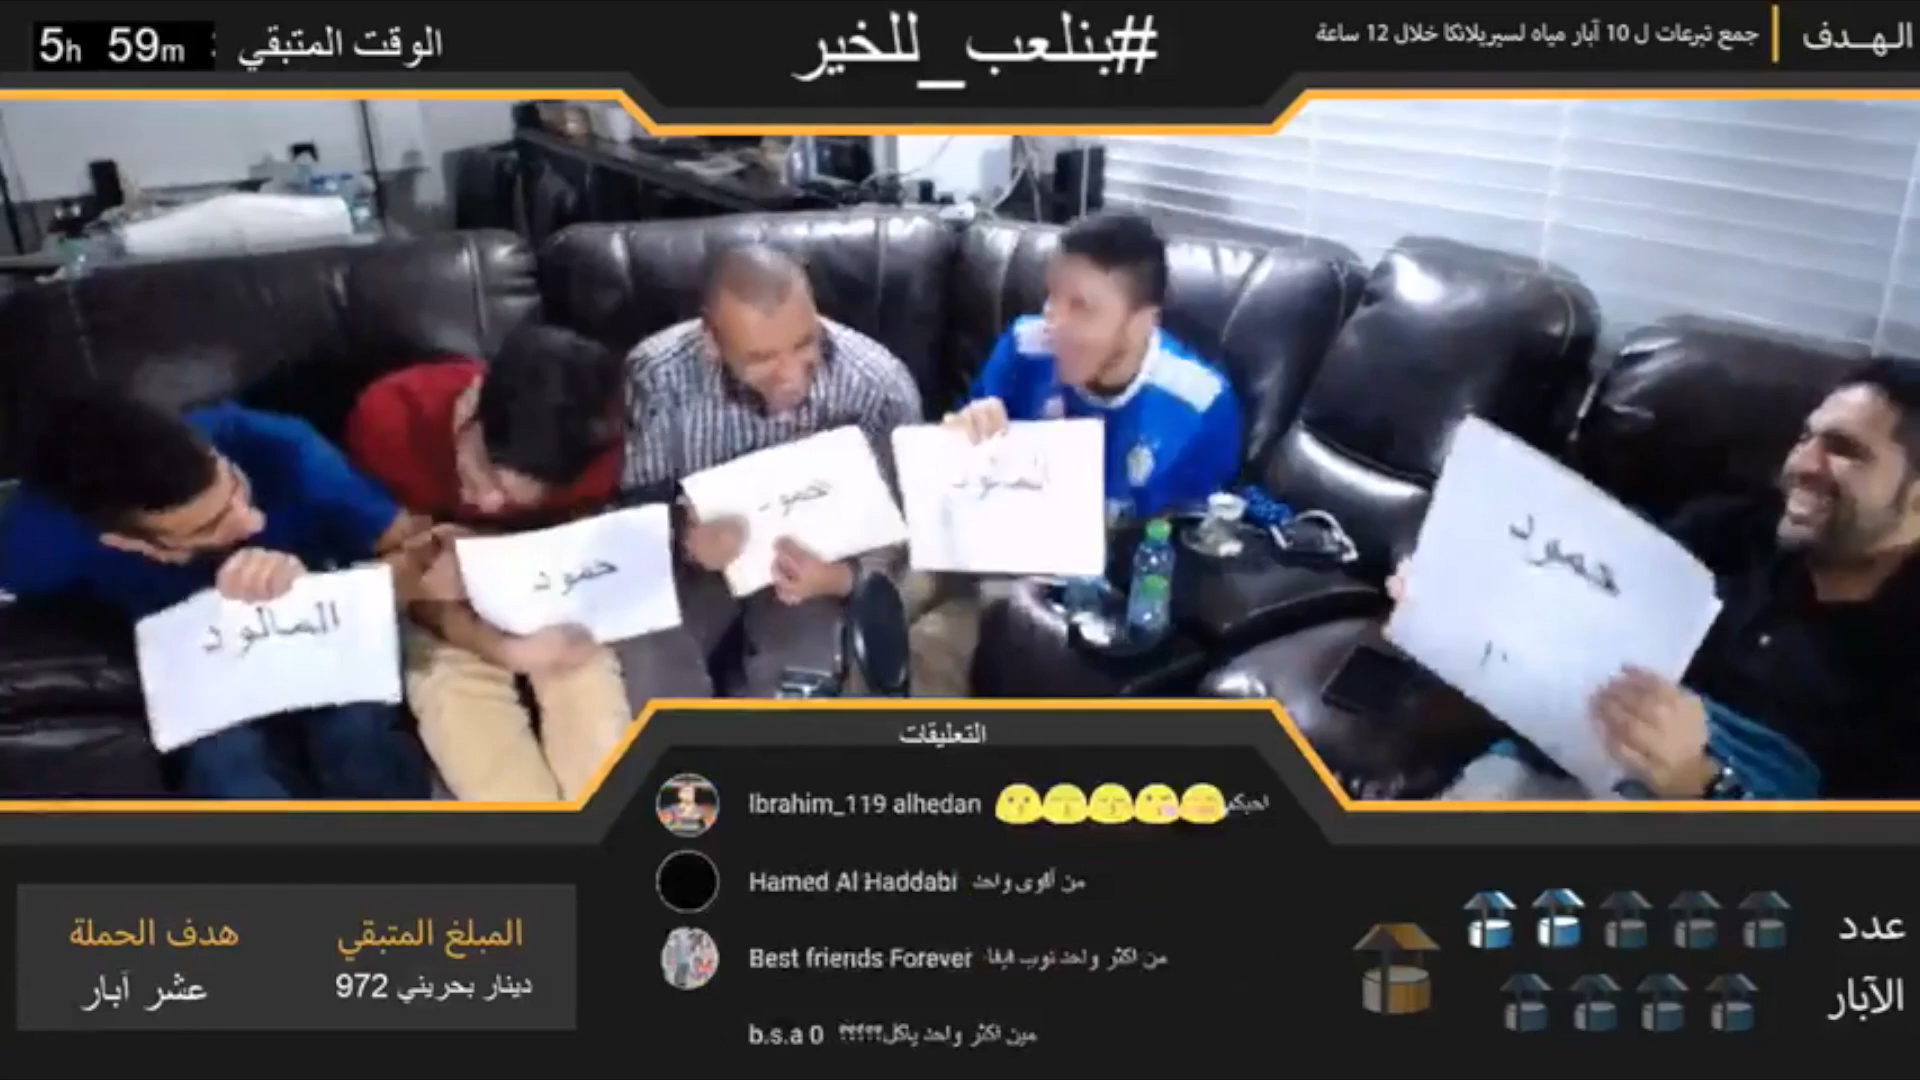 الهدف
جمع تبرعات ل 10 آبار مياه لسيريلانكا خلال 12 ساعة
#بنلعب_للخير
الوقت المتبقي
5h 59m
المالود
حمود
حمود
المالود
حمود
١٠
التعليقات
Ibrahim_119 alhedan احبكم
Hamed Al Haddabi من أقوى واحد
Best friends Forever من اكثر واحد نوب فيفا
b.s.a 0 مين اكثر واحد ياكل؟؟؟؟؟
المبلغ المتبقي
دينار بحريني 972
هدف الحملة
عشر آبار
عدد
الآبار